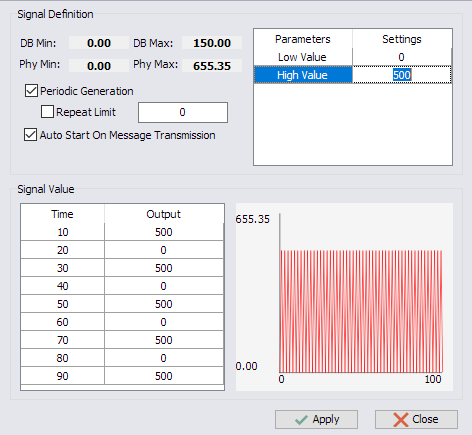 Signal Definition
DB Min: 0.00 DB Max: 150.00
Phy Min: 0.00 Phy Max: 655.35
Periodic Generation
Repeat Limit 0
Auto Start On Message Transmission
Parameters Settings
Low Value 0
High Value 500
Signal Value
Time Output
10 500
20 0
30 500
40 0
50 500
60 0
70 500
80 0
90 500
655.35
0.00
0 100
Apply Close